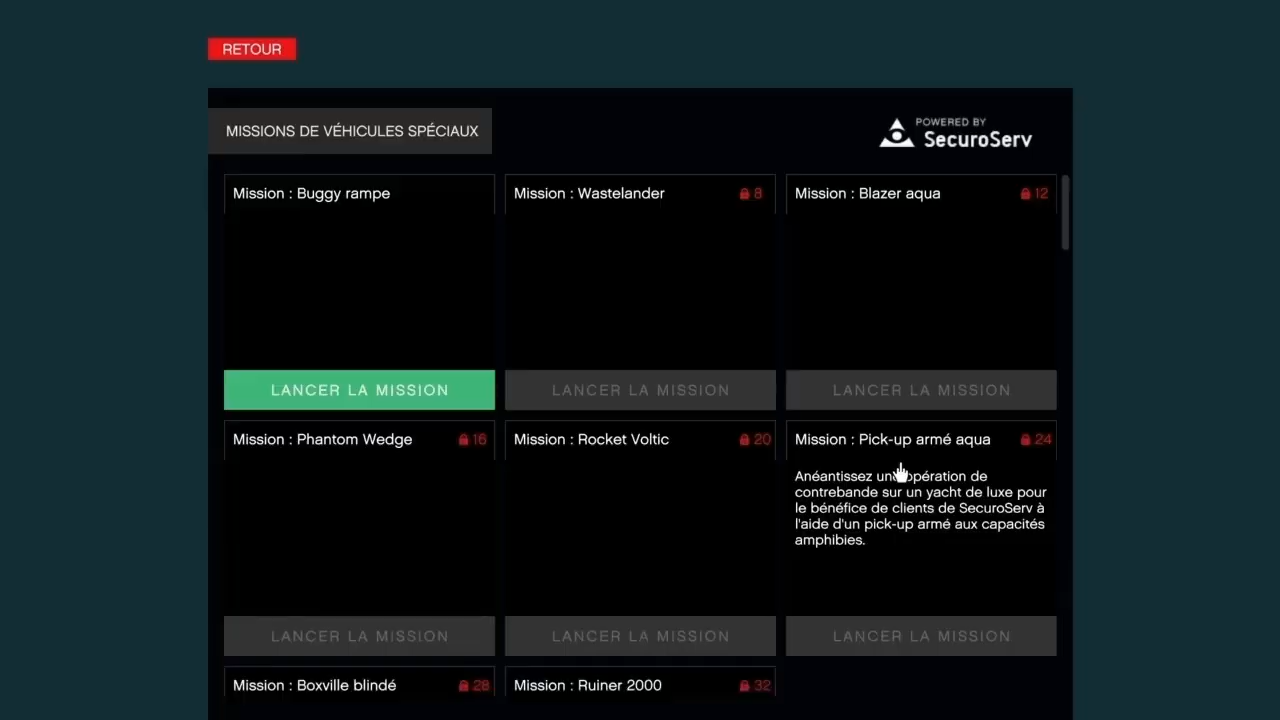 RETOUR
MISSIONS DE VÉHICULES SPÉCIAUX
POWERED BY
SecuroServ
Mission : Buggy rampe
Mission : Wastelander 8
Mission : Blazer aqua 12
LANCER LA MISSION
LANCER LA MISSION
LANCER LA MISSION
Mission : Phantom Wedge 16
Mission : Rocket Voltic 20
Mission : Pick-up armé aqua 24
Anéantissez une opération de
contrebande sur un yacht de luxe pour
le bénéfice de clients de SecuroServ à
l'aide d'un pick-up armé aux capacités
amphibies.
LANCER LA MISSION
LANCER LA MISSION
LANCER LA MISSION
Mission : Boxville blindé 28
Mission : Ruiner 2000 32